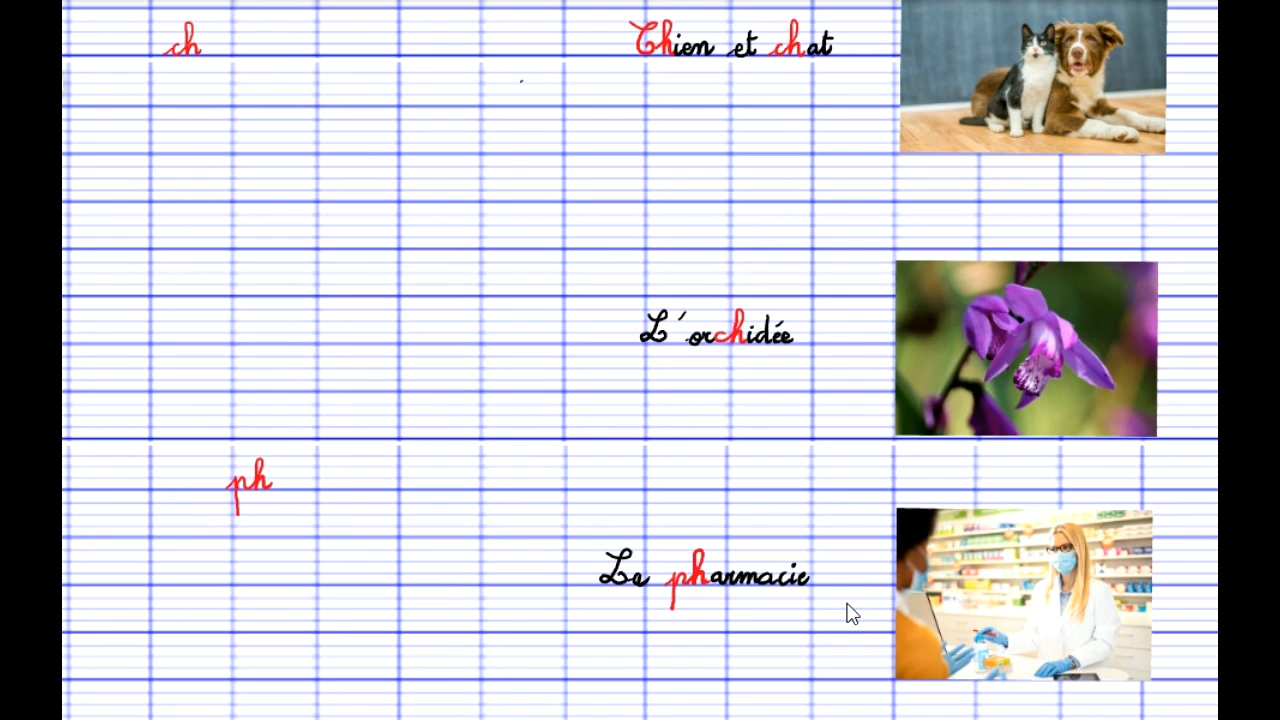 ch
Chien et chat
L'orchidée
ph
La pharmacie